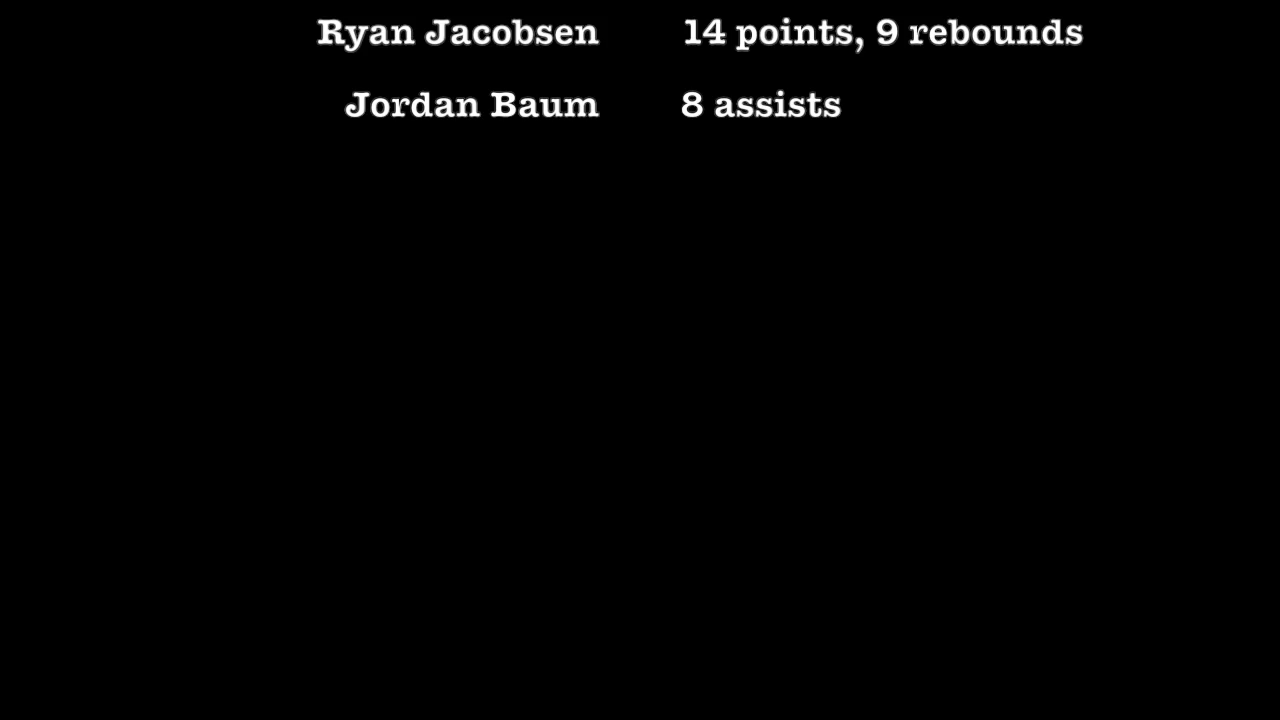 Ryan Jacobsen 14 points, 9 rebounds
Jordan Baum 8 assists